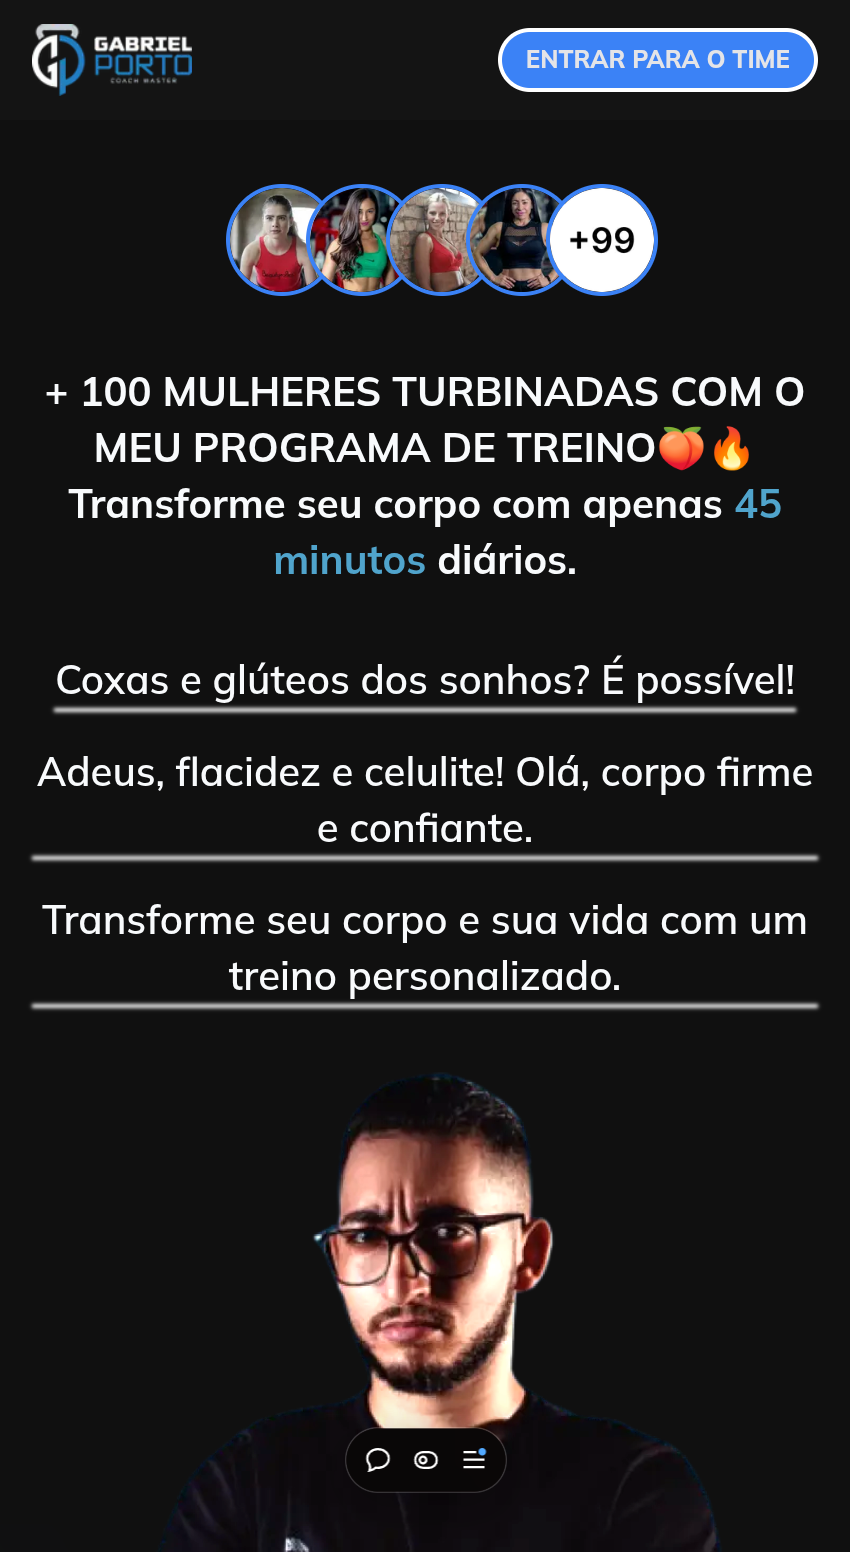 GABRIEL
PORTO
COACH MASTER
ENTRAR PARA O TIME
+99
+ 100 MULHERES TURBINADAS COM O
MEU PROGRAMA DE TREINO🍑🔥
Transforme seu corpo com apenas 45
minutos diários.
Coxas e glúteos dos sonhos? É possível!
Adeus, flacidez e celulite! Olá, corpo firme
e confiante.
Transforme seu corpo e sua vida com um
treino personalizado.